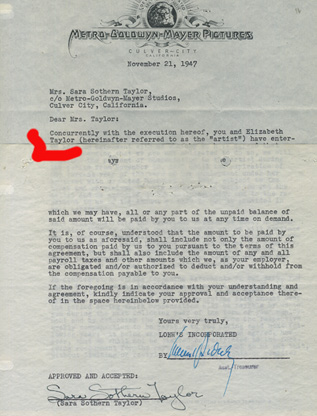 METRO-GOLDWYN-MAYER PICTURES
CULVER CITY
CALIFORNIA
November 21, 1947
Mrs. Sara Sothern Taylor,
c/o Metro-Goldwyn-Mayer Studios,
Culver City, California.
Dear Mrs. Taylor:
Concurrently with the execution hereof, you and Elizabeth
Taylor (hereinafter referred to as the "artist") have enter-
which we may have, all or any part of the unpaid balance of
said amount will be paid by you to us at any time on demand.
It is, of course, understood that the amount to be paid by
you to us as aforesaid, shall include not only the amount of
compensation paid by us to you pursuant to the terms of this
agreement, but shall also include the amount of any and all
payroll taxes and other amounts which we, as your employer,
are obligated and/or authorized to deduct and/or withhold from
the compensation payable to you.
If the foregoing is in accordance with your understanding and
agreement, kindly indicate your approval and acceptance there-
of in the space hereinbelow provided.
Yours very truly,
LOEW'S INCORPORATED
BY
Asst. Treasurer
APPROVED AND ACCEPTED:
Sara Sothern Taylor
(Sara Sothern Taylor)